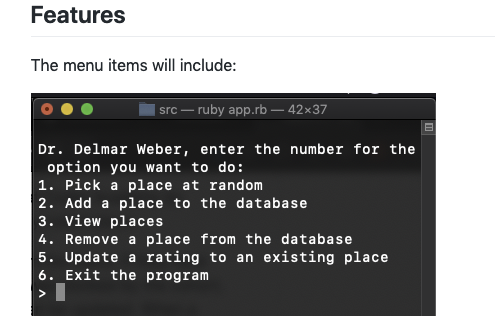 Features
The menu items will include:
src — ruby app.rb — 42×37
Dr. Delmar Weber, enter the number for the
option you want to do:
1. Pick a place at random
2. Add a place to the database
3. View places
4. Remove a place from the database
5. Update a rating to an existing place
6. Exit the program
>